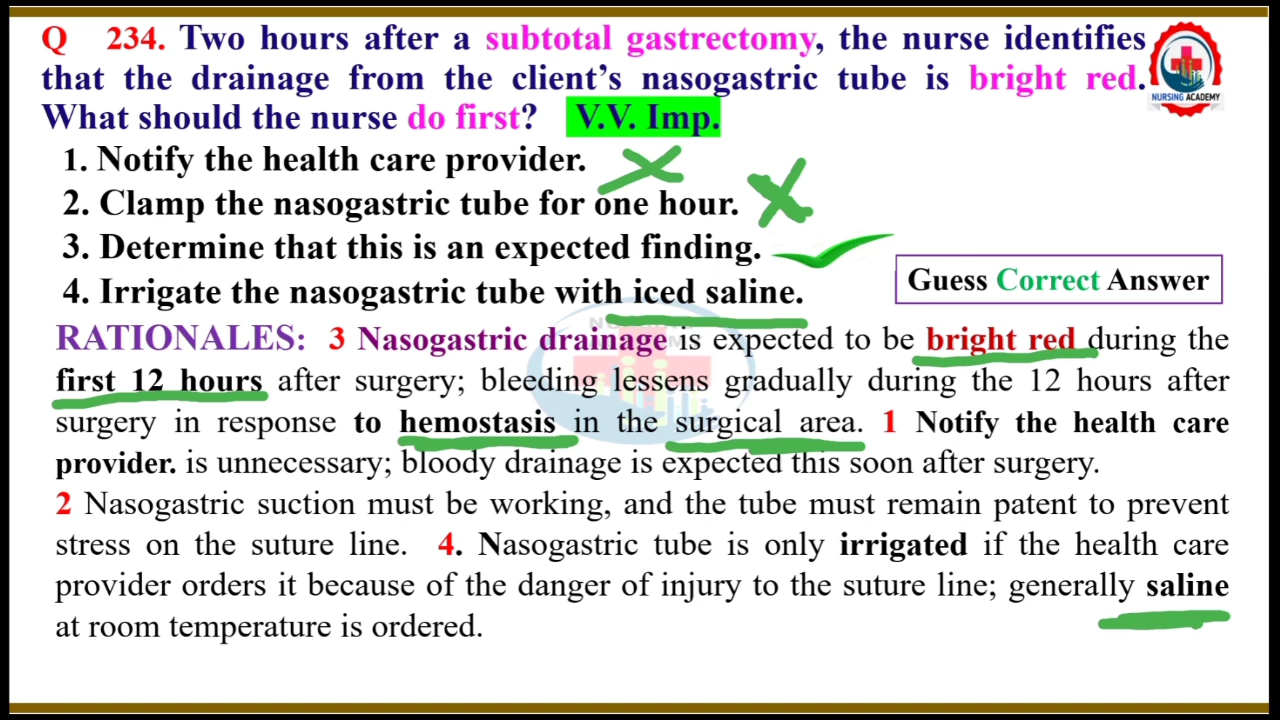 Q 234. Two hours after a subtotal gastrectomy, the nurse identifies
that the drainage from the client’s nasogastric tube is bright red.
What should the nurse do first? V.V. Imp.
NURSING ACADEMY
1. Notify the health care provider.
2. Clamp the nasogastric tube for one hour.
3. Determine that this is an expected finding.
4. Irrigate the nasogastric tube with iced saline.
Guess Correct Answer
RATIONALES: 3 Nasogastric drainage is expected to be bright red during the
first 12 hours after surgery; bleeding lessens gradually during the 12 hours after
surgery in response to hemostasis in the surgical area. 1 Notify the health care
provider. is unnecessary; bloody drainage is expected this soon after surgery.
2 Nasogastric suction must be working, and the tube must remain patent to prevent
stress on the suture line. 4. Nasogastric tube is only irrigated if the health care
provider orders it because of the danger of injury to the suture line; generally saline
at room temperature is ordered.